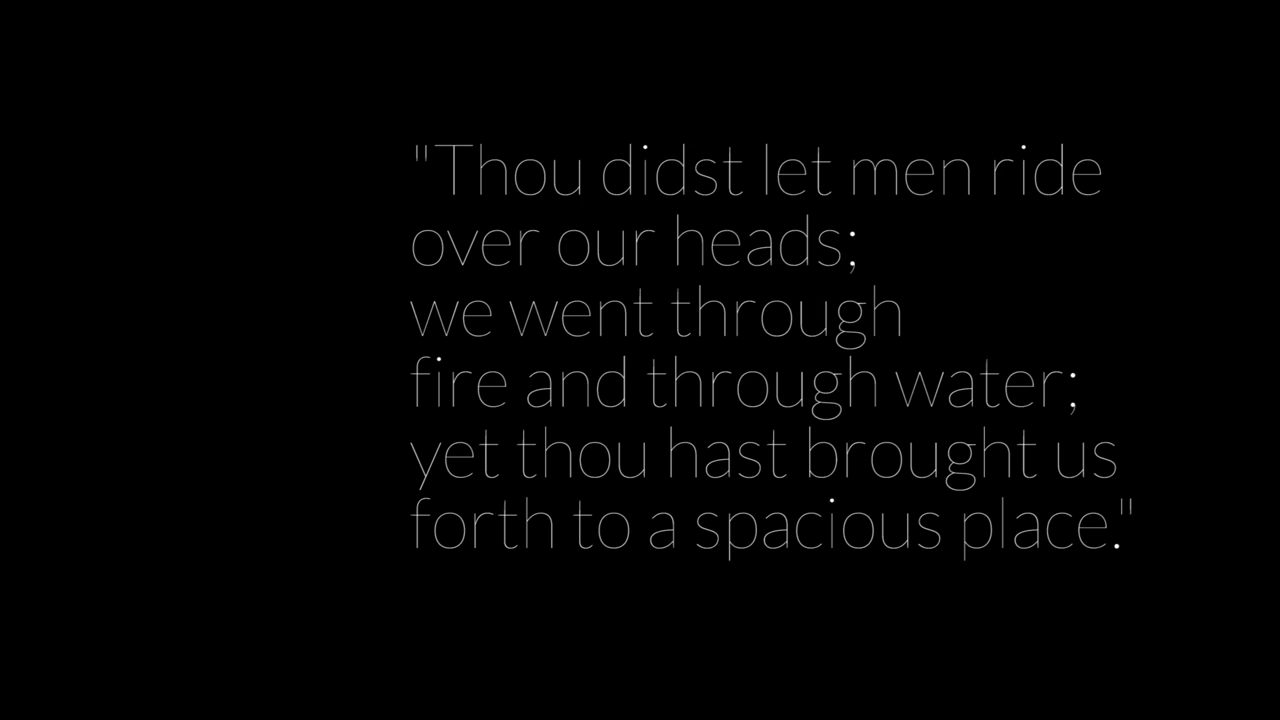 "Thou didst let men ride
over our heads;
we went through
fire and through water;
yet thou hast brought us
forth to a spacious place."